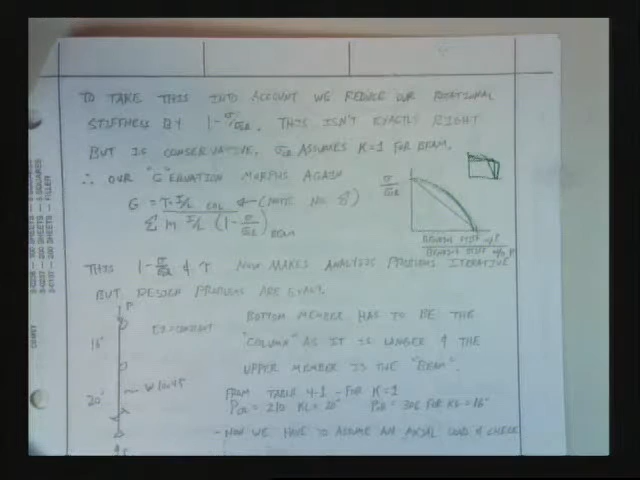 TO TAKE THIS INTO ACCOUNT WE REDUCE OUR ROTATIONAL
STIFFNESS BY 1-σ/σcr. THIS ISN'T EXACTLY RIGHT
BUT IS CONSERVATIVE. σcr ASSUMES K=1 FOR BEAM.
∴ OUR "G" EQUATION MORPHS AGAIN
G = τ I/L COL (NOTE NO Σ)
Σ m I/L (1-σ/σcr) BEAM
σ/σcr
THIS 1-σ/σcr & τ NOW MAKES ANALYSIS PROBLEMS ITERATIVE
BUT DESIGN PROBLEMS ARE EXACT.
P
16'
20'
W10x45
P
BOTTOM MEMBER HAS TO BE THE
"COLUMN" AS IT IS LONGER & THE
UPPER MEMBER IS THE "BEAM".
FROM TABLE 4-1 - FOR K=1
Pcr = 210 KL = 20' Pcr = 306 FOR KL = 16'
- NOW WE HAVE TO ASSUME AN AXIAL LOAD & CHECK